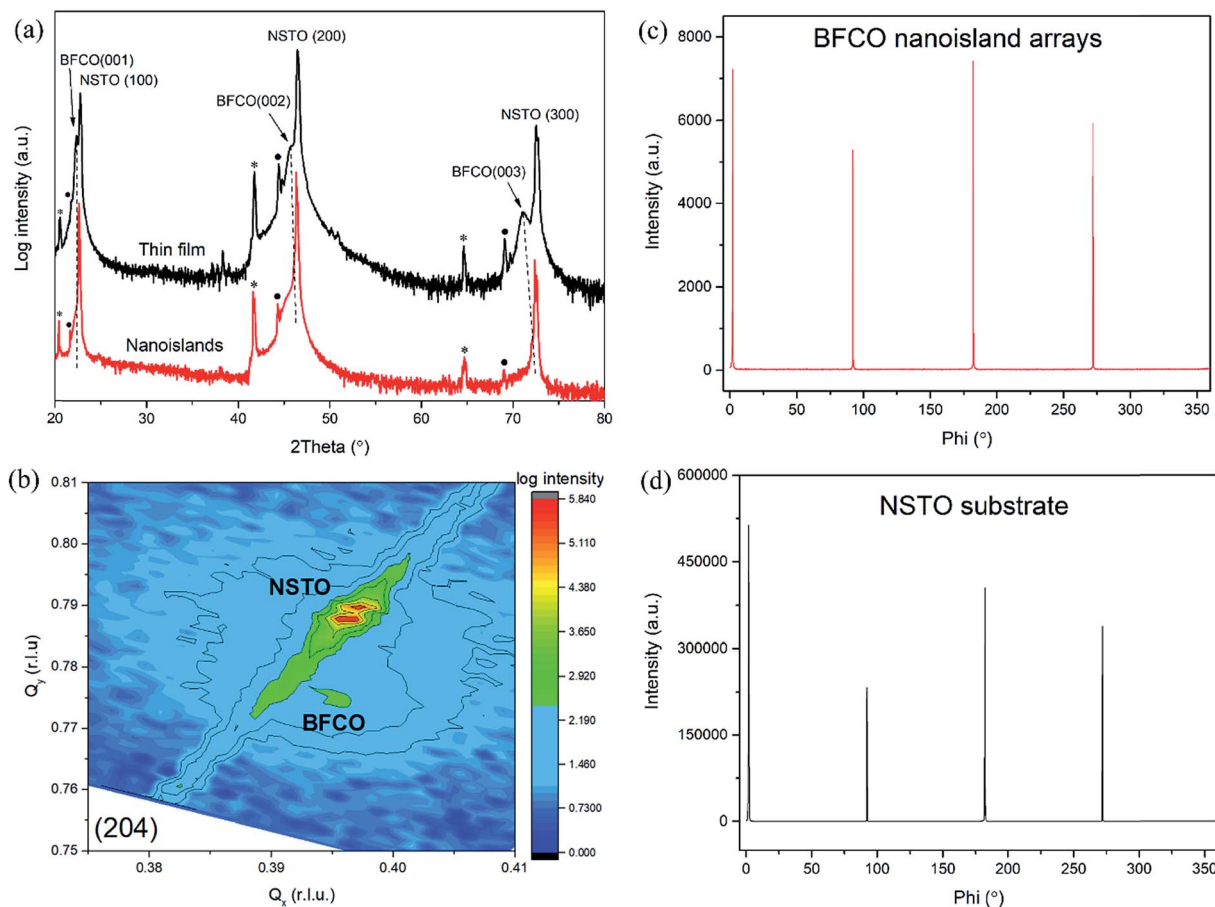 (a)
NSTO (200)
BFCO(001)
NSTO (100)
BFCO(002)
NSTO (300)
BFCO(003)
*
•
*
•
*
•
Thin film
*
•
*
•
*
•
Nanoislands
Log intensity (a.u.)
20 30 40 50 60 70 80
2Theta (°)
(c)
BFCO nanoisland arrays
8000
6000
4000
2000
0
Intensity (a.u.)
0 50 100 150 200 250 300 350
Phi (°)
(b)
log intensity
0.81
0.80
0.79
0.78
0.77
0.76
0.75
Q_y (r.l.u)
NSTO
BFCO
(204)
0.38 0.39 0.40 0.41
Q_x (r.l.u.)
5.840
5.110
4.380
3.650
2.920
2.190
1.460
0.7300
0.000
(d)
NSTO substrate
600000
450000
300000
150000
0
Intensity (a.u.)
0 50 100 150 200 250 300 350
Phi (°)